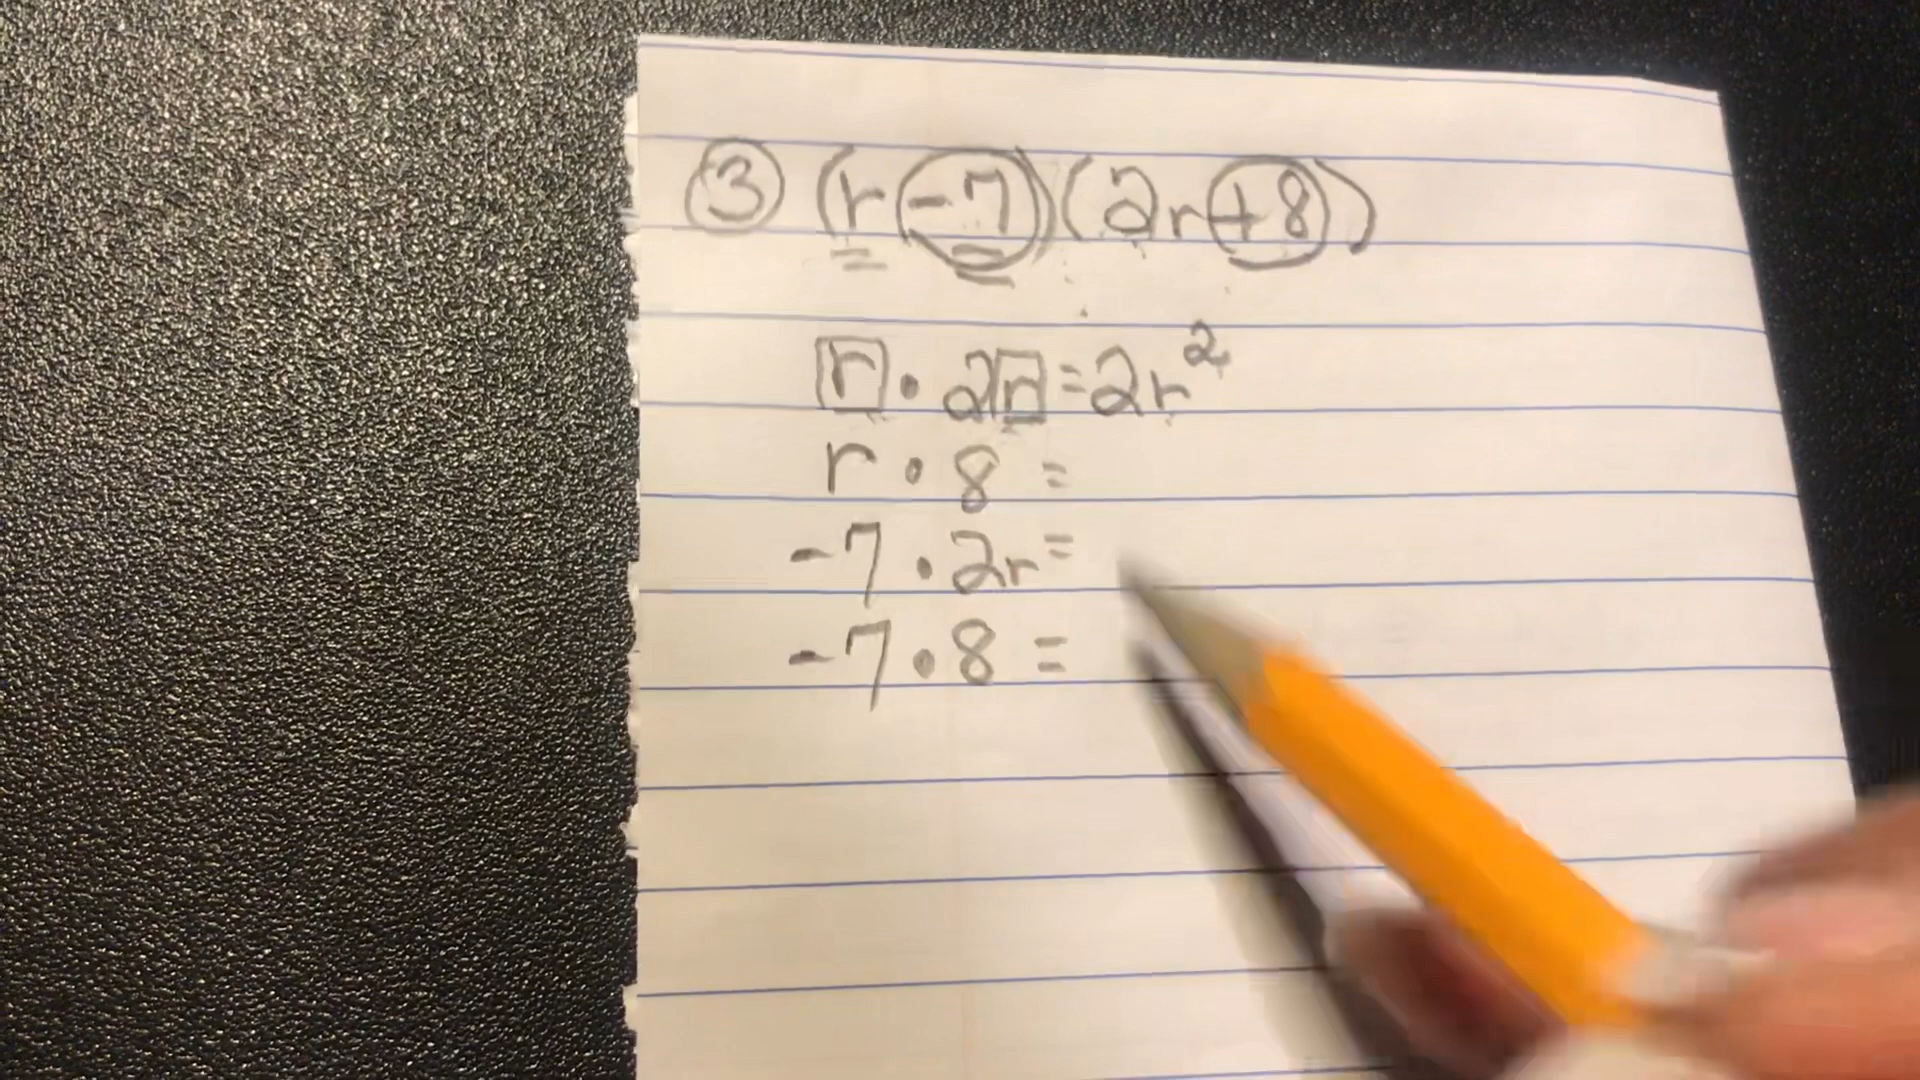 ③ (r-7)(2r+8)
r · 2r = 2r²
r · 8 =
-7 · 2r =
-7 · 8 =